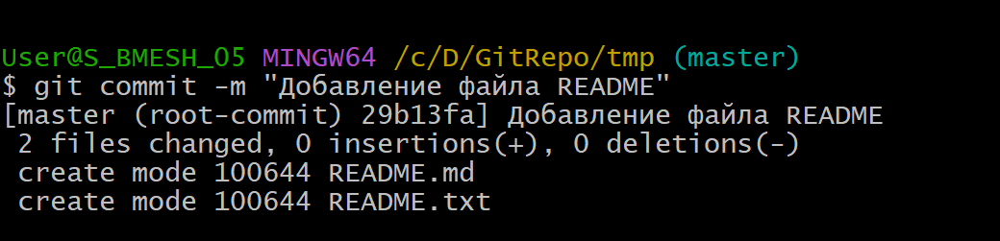 User@S_BMESH_05 MINGW64 /c/D/GitRepo/tmp (master)
$ git commit -m "Добавление файла README"
[master (root-commit) 29b13fa] Добавление файла README
 2 files changed, 0 insertions(+), 0 deletions(-)
 create mode 100644 README.md
 create mode 100644 README.txt